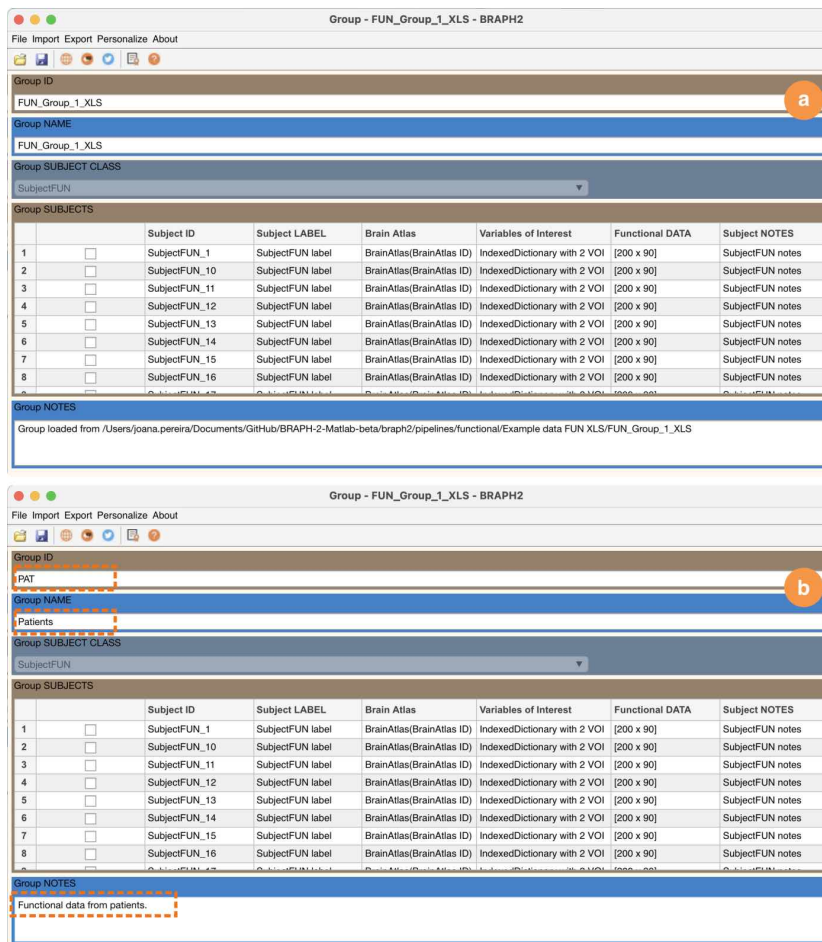 Group - FUN_Group_1_XLS - BRAPH2
File Import Export Personalize About
Group ID
FUN_Group_1_XLS
a
Group NAME
FUN_Group_1_XLS
Group SUBJECT CLASS
SubjectFUN
Group SUBJECTS
Subject ID Subject LABEL Brain Atlas Variables of Interest Functional DATA Subject NOTES
1 SubjectFUN_1 SubjectFUN label BrainAtlas(BrainAtlas ID) IndexedDictionary with 2 VOI [200 x 90] SubjectFUN notes
2 SubjectFUN_10 SubjectFUN label BrainAtlas(BrainAtlas ID) IndexedDictionary with 2 VOI [200 x 90] SubjectFUN notes
3 SubjectFUN_11 SubjectFUN label BrainAtlas(BrainAtlas ID) IndexedDictionary with 2 VOI [200 x 90] SubjectFUN notes
4 SubjectFUN_12 SubjectFUN label BrainAtlas(BrainAtlas ID) IndexedDictionary with 2 VOI [200 x 90] SubjectFUN notes
5 SubjectFUN_13 SubjectFUN label BrainAtlas(BrainAtlas ID) IndexedDictionary with 2 VOI [200 x 90] SubjectFUN notes
6 SubjectFUN_14 SubjectFUN label BrainAtlas(BrainAtlas ID) IndexedDictionary with 2 VOI [200 x 90] SubjectFUN notes
7 SubjectFUN_15 SubjectFUN label BrainAtlas(BrainAtlas ID) IndexedDictionary with 2 VOI [200 x 90] SubjectFUN notes
8 SubjectFUN_16 SubjectFUN label BrainAtlas(BrainAtlas ID) IndexedDictionary with 2 VOI [200 x 90] SubjectFUN notes
Group NOTES
Group loaded from /Users/joana.pereira/Documents/GitHub/BRAPH-2-Matlab-beta/braph2/pipelines/functional/Example data FUN XLS/FUN_Group_1_XLS
Group - FUN_Group_1_XLS - BRAPH2
File Import Export Personalize About
Group ID
PAT
b
Group NAME
Patients
Group SUBJECT CLASS
SubjectFUN
Group SUBJECTS
Subject ID Subject LABEL Brain Atlas Variables of Interest Functional DATA Subject NOTES
1 SubjectFUN_1 SubjectFUN label BrainAtlas(BrainAtlas ID) IndexedDictionary with 2 VOI [200 x 90] SubjectFUN notes
2 SubjectFUN_10 SubjectFUN label BrainAtlas(BrainAtlas ID) IndexedDictionary with 2 VOI [200 x 90] SubjectFUN notes
3 SubjectFUN_11 SubjectFUN label BrainAtlas(BrainAtlas ID) IndexedDictionary with 2 VOI [200 x 90] SubjectFUN notes
4 SubjectFUN_12 SubjectFUN label BrainAtlas(BrainAtlas ID) IndexedDictionary with 2 VOI [200 x 90] SubjectFUN notes
5 SubjectFUN_13 SubjectFUN label BrainAtlas(BrainAtlas ID) IndexedDictionary with 2 VOI [200 x 90] SubjectFUN notes
6 SubjectFUN_14 SubjectFUN label BrainAtlas(BrainAtlas ID) IndexedDictionary with 2 VOI [200 x 90] SubjectFUN notes
7 SubjectFUN_15 SubjectFUN label BrainAtlas(BrainAtlas ID) IndexedDictionary with 2 VOI [200 x 90] SubjectFUN notes
8 SubjectFUN_16 SubjectFUN label BrainAtlas(BrainAtlas ID) IndexedDictionary with 2 VOI [200 x 90] SubjectFUN notes
Group NOTES
Functional data from patients.